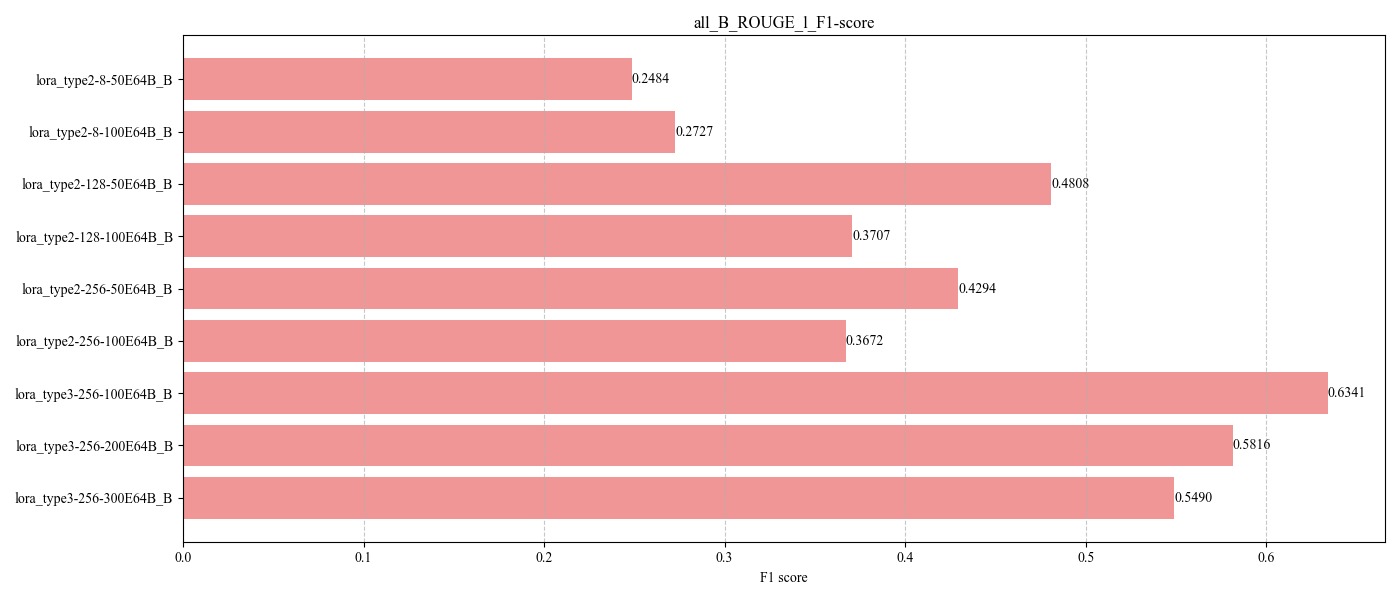 all_B_ROUGE_l_F1-score
lora_type2-8-50E64B_B 0.2484
lora_type2-8-100E64B_B 0.2727
lora_type2-128-50E64B_B 0.4808
lora_type2-128-100E64B_B 0.3707
lora_type2-256-50E64B_B 0.4294
lora_type2-256-100E64B_B 0.3672
lora_type3-256-100E64B_B 0.6341
lora_type3-256-200E64B_B 0.5816
lora_type3-256-300E64B_B 0.5490
0.0 0.1 0.2 0.3 0.4 0.5 0.6
F1 score